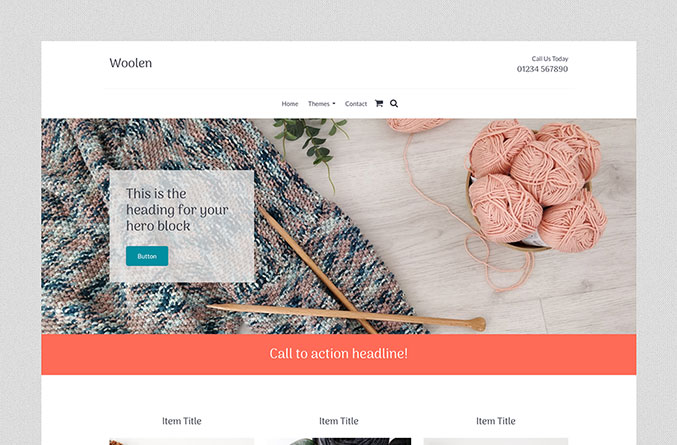 Woolen
Call Us Today
01234 567890
Home Themes Contact
This is the
heading for your
hero block
Button
Call to action headline!
Item Title Item Title Item Title